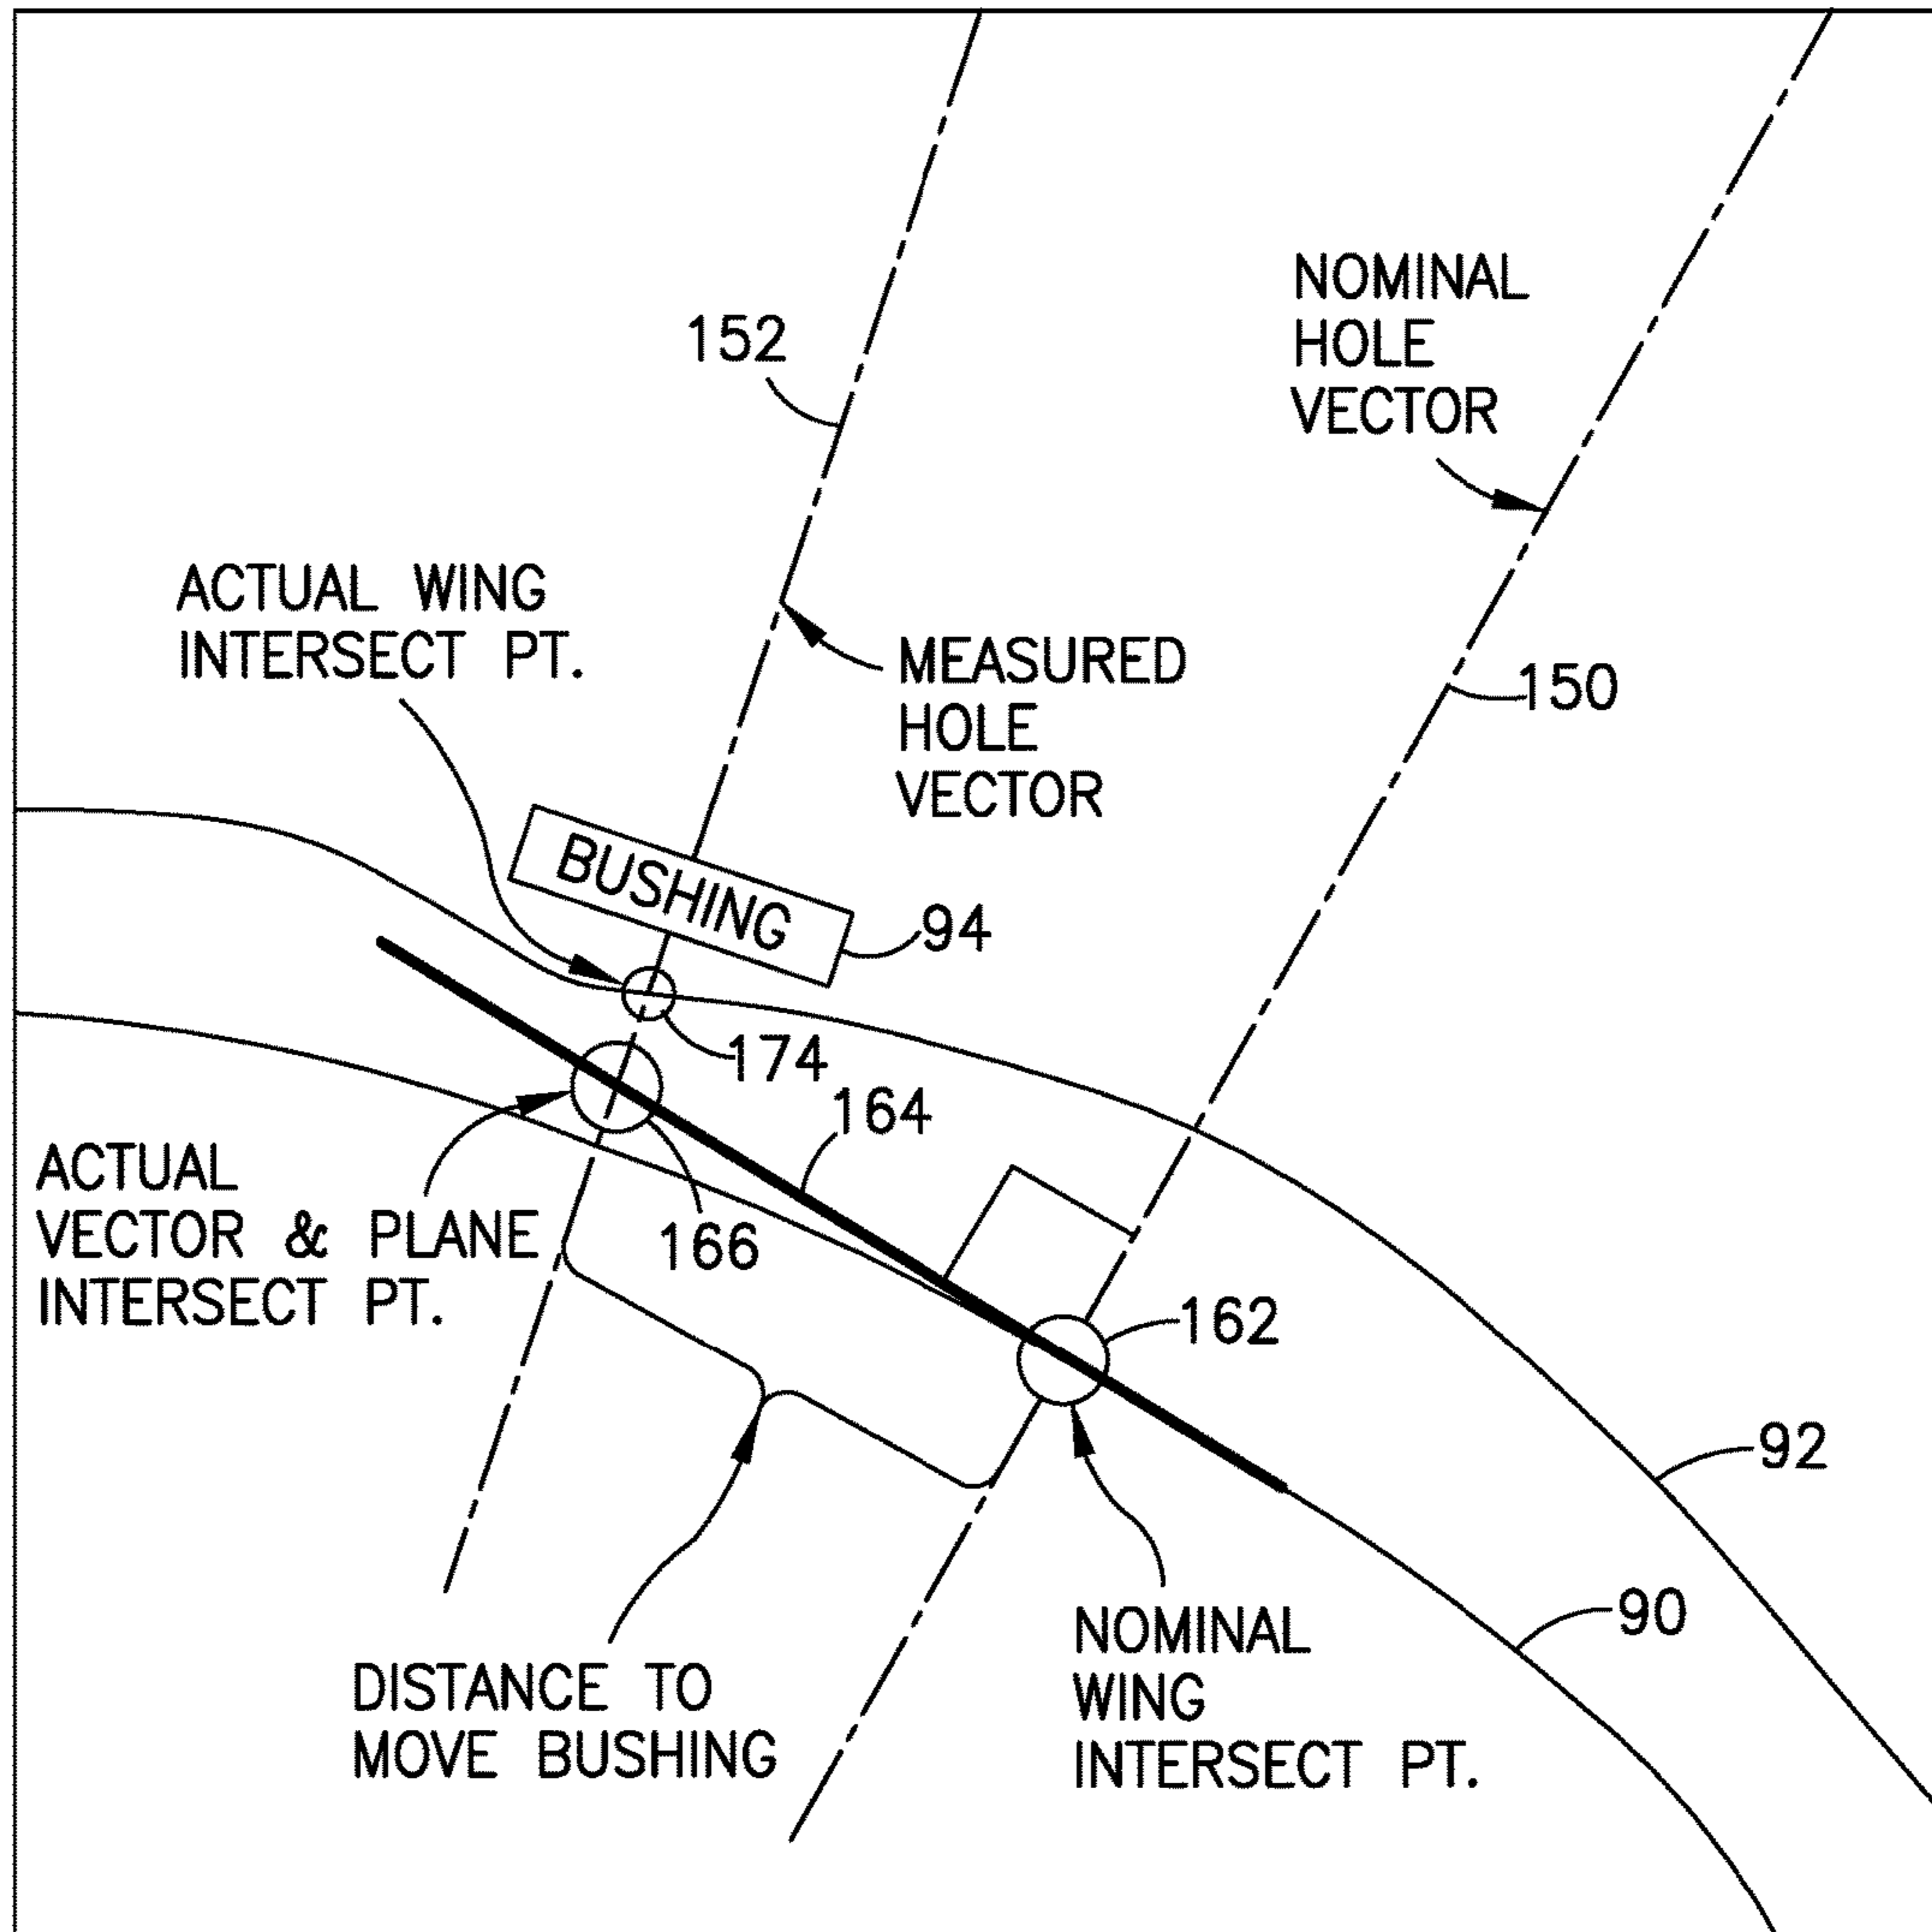 NOMINAL
HOLE
VECTOR
152
ACTUAL WING
INTERSECT PT.
MEASURED
HOLE
VECTOR
150
BUSHING
94
174
164
ACTUAL
VECTOR & PLANE
INTERSECT PT.
166
162
92
90
NOMINAL
WING
INTERSECT PT.
DISTANCE TO
MOVE BUSHING